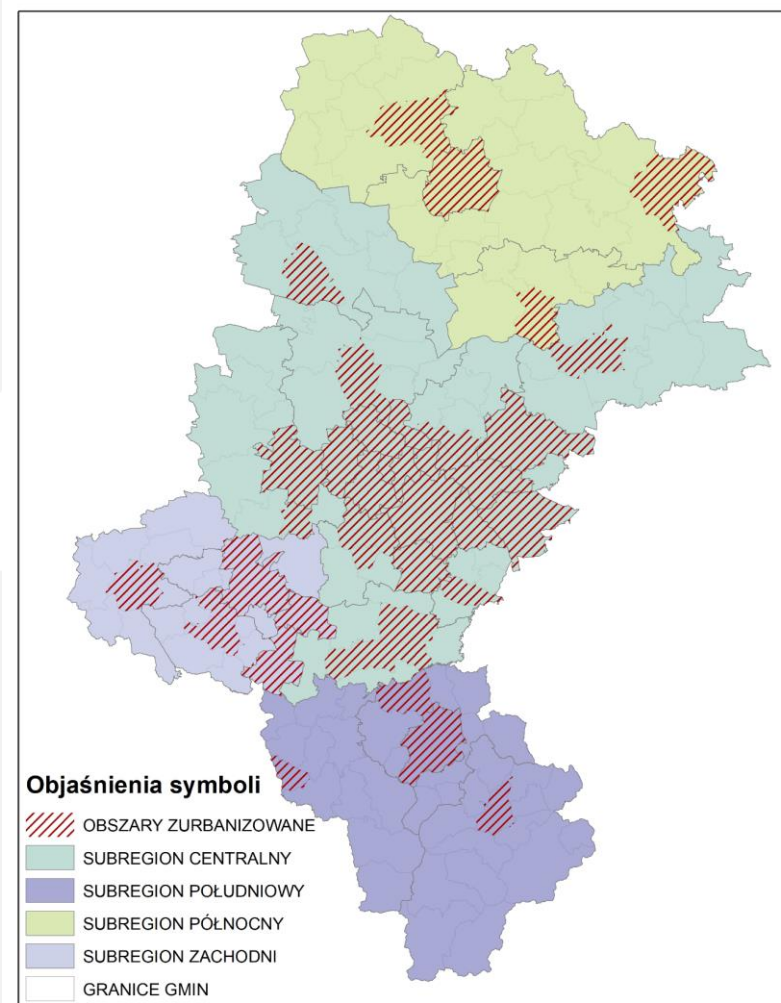 Objaśnienia symboli
OBSZARY ZURBANIZOWANE
SUBREGION CENTRALNY
SUBREGION POŁUDNIOWY
SUBREGION PÓŁNOCNY
SUBREGION ZACHODNI
GRANICE GMIN